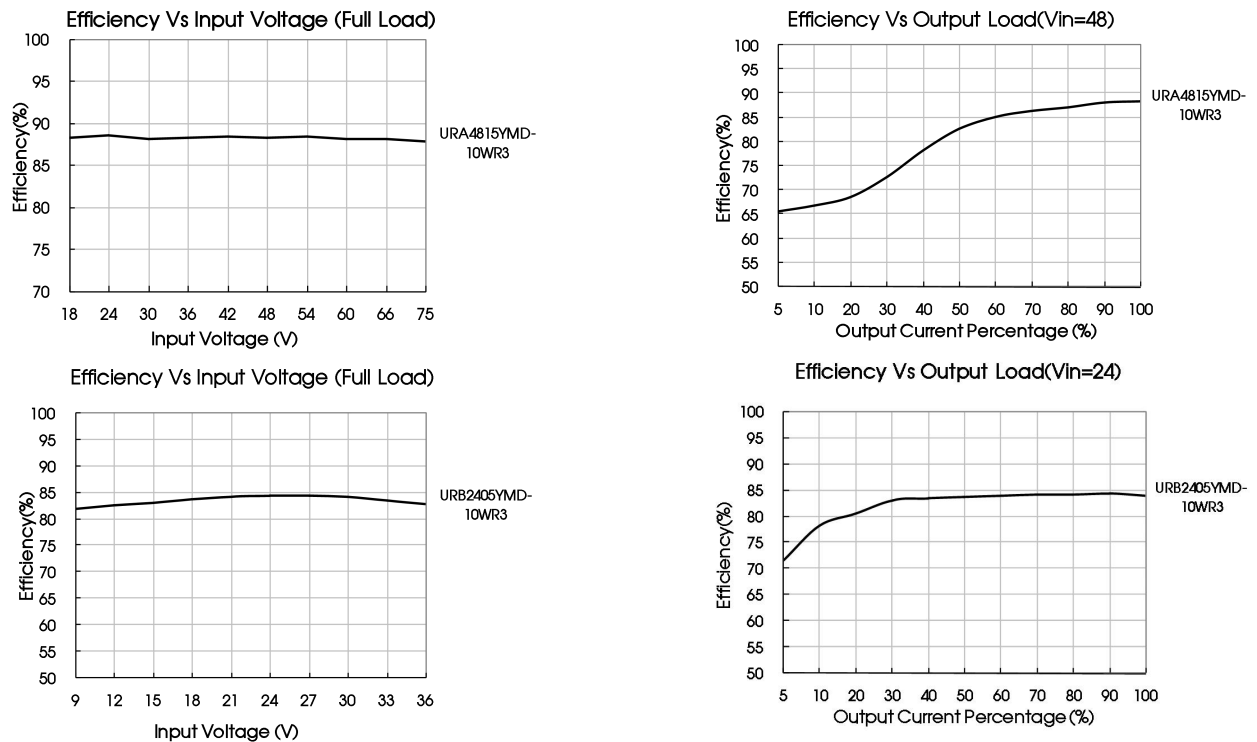 Efficiency Vs Input Voltage (Full Load)
100
95
90
85
80
75
70
Efficiency(%)
18 24 30 36 42 48 54 60 66 75
Input Voltage (V)
URA4815YMD-
10WR3
Efficiency Vs Output Load(Vin=48)
100
95
90
85
80
75
70
65
60
55
50
Efficiency(%)
5 10 20 30 40 50 60 70 80 90 100
Output Current Percentage (%)
URA4815YMD-
10WR3
Efficiency Vs Input Voltage (Full Load)
100
95
90
85
80
75
70
65
60
55
50
Efficiency(%)
9 12 15 18 21 24 27 30 33 36
Input Voltage (V)
URB2405YMD-
10WR3
Efficiency Vs Output Load(Vin=24)
100
95
90
85
80
75
70
65
60
55
50
Efficiency(%)
5 10 20 30 40 50 60 70 80 90 100
Output Current Percentage (%)
URB2405YMD-
10WR3